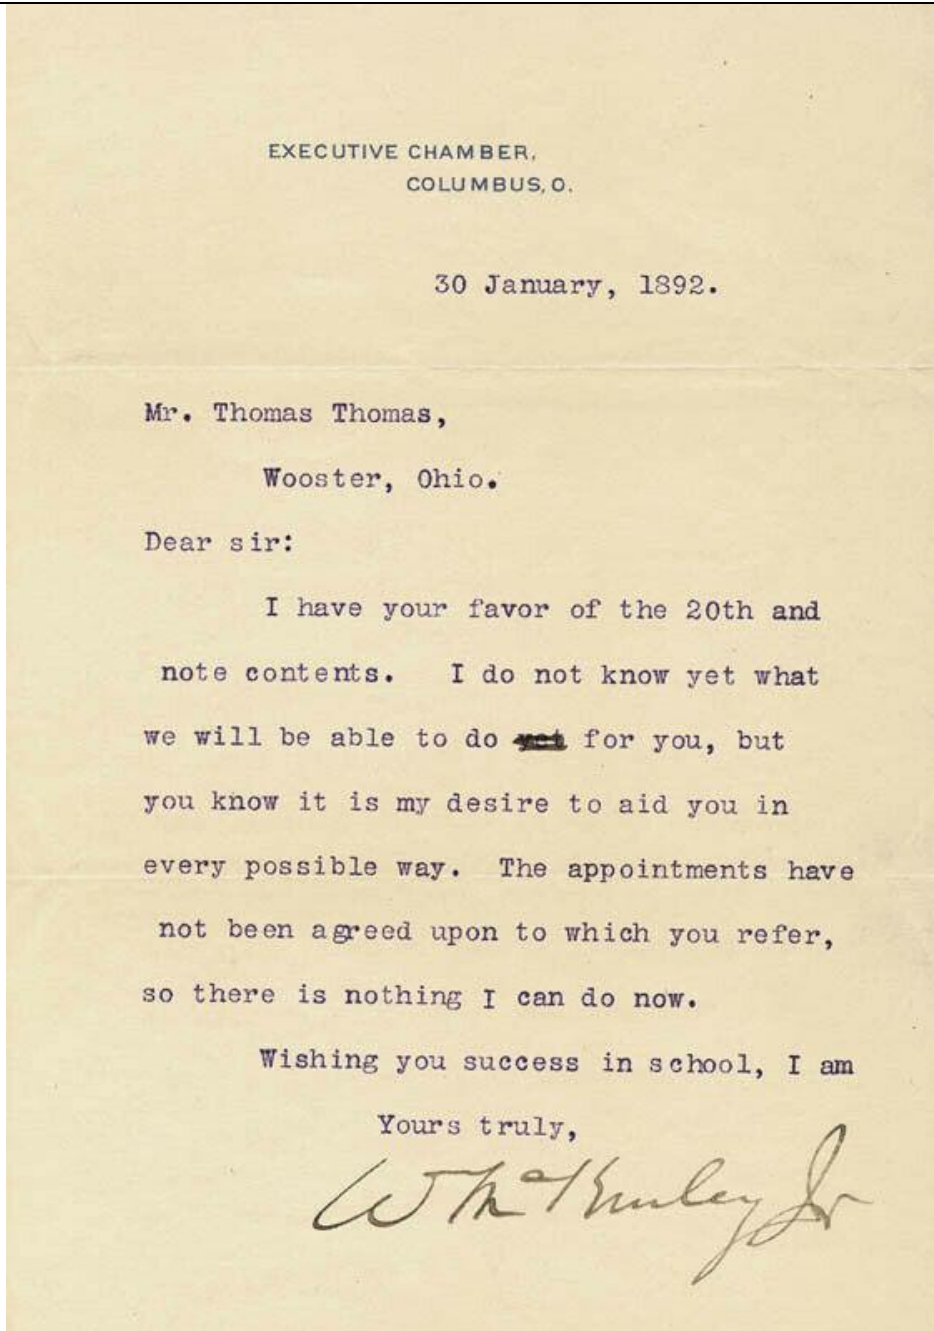 EXECUTIVE CHAMBER,
COLUMBUS, O.
30 January, 1892.
Mr. Thomas Thomas,
Wooster, Ohio.
Dear sir:
I have your favor of the 20th and
note contents. I do not know yet what
we will be able to do yet for you, but
you know it is my desire to aid you in
every possible way. The appointments have
not been agreed upon to which you refer,
so there is nothing I can do now.
Wishing you success in school, I am
Yours truly,
W McKinley Jr